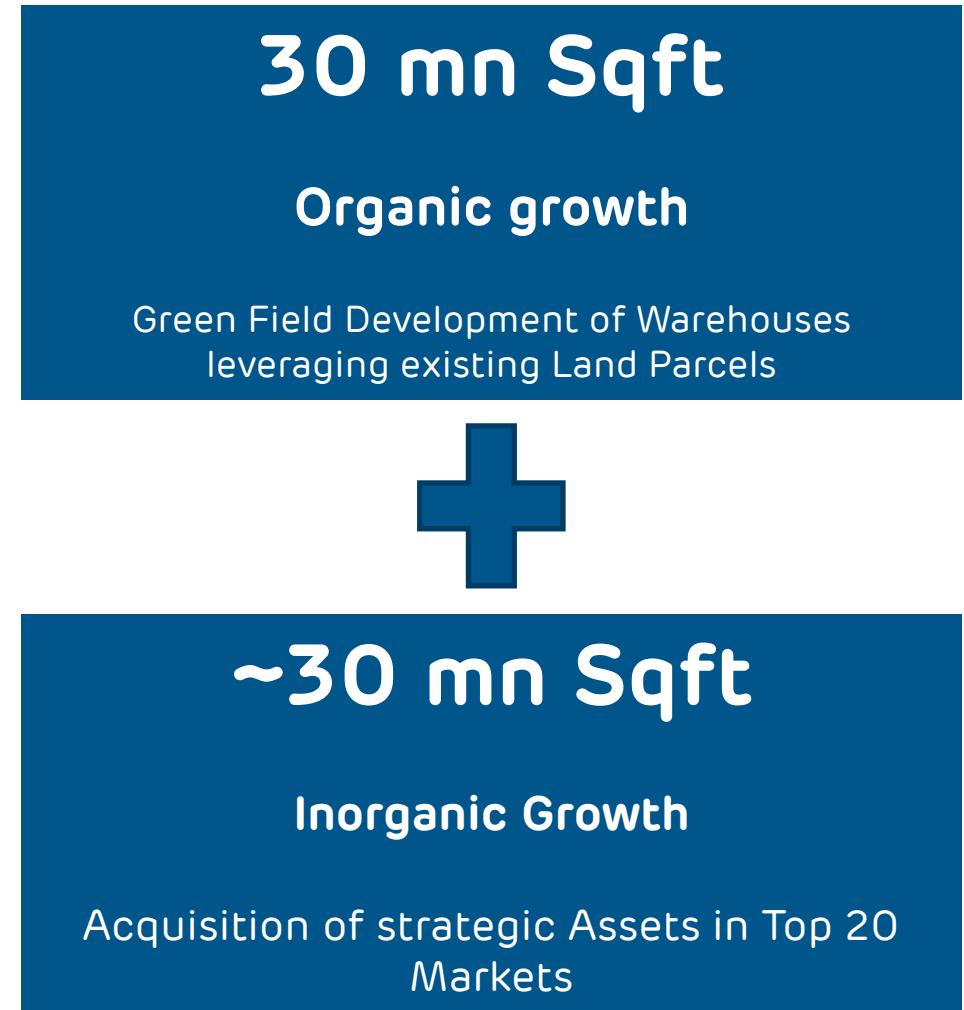 30 mn Sqft
Organic growth
Green Field Development of Warehouses
leveraging existing Land Parcels
~30 mn Sqft
Inorganic Growth
Acquisition of strategic Assets in Top 20
Markets